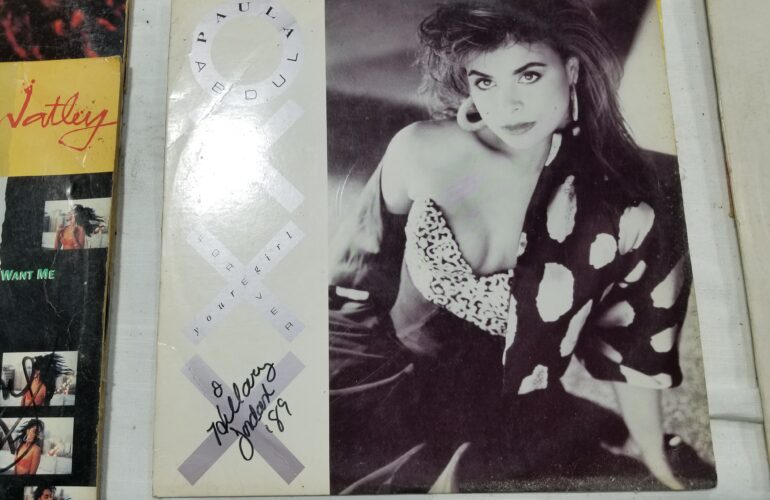 Watley
WANT ME
PAULA
ABDUL
FOREVER
your girl
Hillary
Jordan
'89